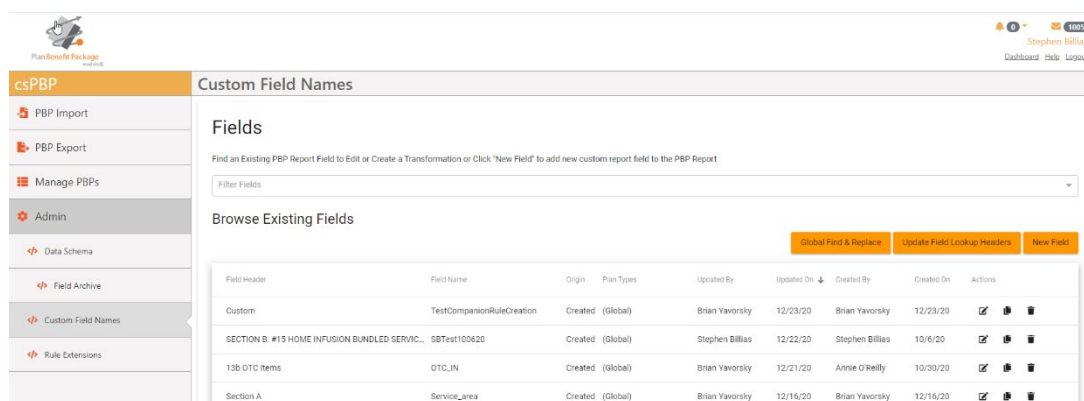 0 1005
Stephen Billia
Dashboard Help Logou
Plan Benefit Package
csPBP
Custom Field Names
PBP Import
PBP Export
Manage PBPs
Admin
Data Schema
Field Archive
Custom Field Names
Rule Extensions
Fields
Find an Existing PBP Report Field to Edit or Create a Transformation or Click "New Field" to add new custom report field to the PBP Report
Filter Fields
Browse Existing Fields
Global Find & Replace Update Field Lookup Headers New Field
Field Header Field Name Origin Plan Types Updated By Updated On Created By Created On Actions
Custom TestCompanionRuleCreation Created (Global) Brian Yavorsky 12/23/20 Brian Yavorsky 12/23/20
SECTION B: #15 HOME INFUSION BUNDLED SERVIC... SBTest100620 Created (Global) Stephen Billias 12/22/20 Stephen Billias 10/6/20
13b OTC Items OTC_IN Created (Global) Brian Yavorsky 12/21/20 Annie O'Reilly 10/30/20
Section A Service_area Created (Global) Brian Yavorsky 12/16/20 Brian Yavorsky 12/16/20